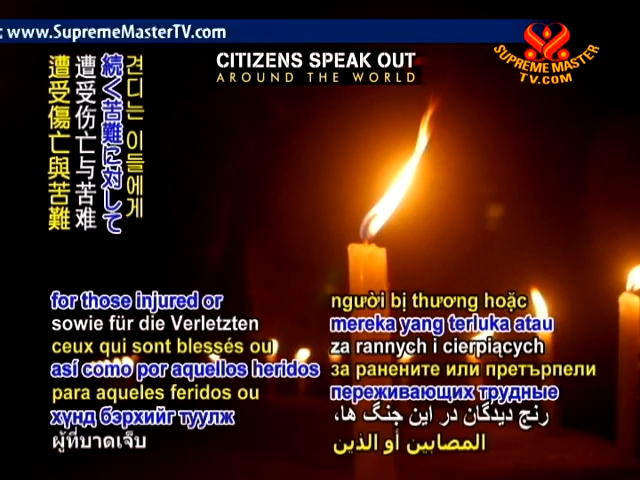 : www.SupremeMasterTV.com
CITIZENS SPEAK OUT
AROUND THE WORLD
SUPREME MASTER
TV.COM
견디는 이들에게
続く苦難に対して
遭受伤亡与苦难
遭受傷亡與苦難
for those injured or
sowie für die Verletzten
ceux qui sont blessés ou
así como por aquellos heridos
para aqueles feridos ou
хүнд бэрхийг туулж
ผู้ที่บาดเจ็บ
người bị thương hoặc
mereka yang terluka atau
za rannych i cierpiących
за ранените или претърпели
переживающих трудные
رنج دیدگان در این جنگ ها،
المصابين أو الذين